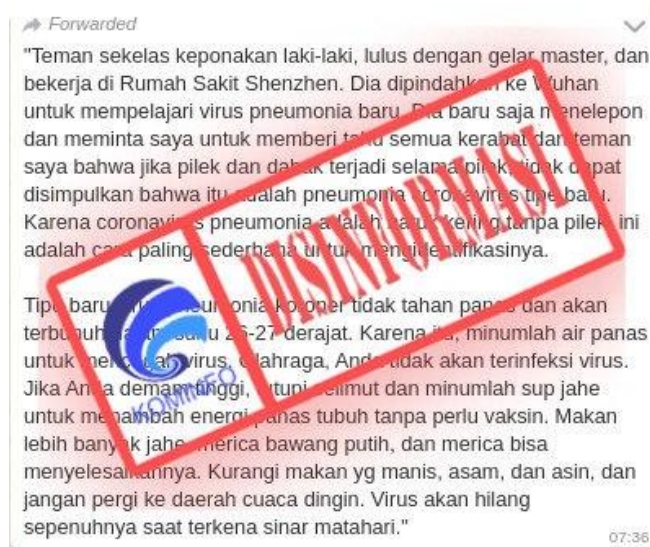 Forwarded
"Teman sekelas keponakan laki-laki, lulus dengan gelar master, dan
bekerja di Rumah Sakit Shenzhen. Dia dipindahkan ke Wuhan
untuk mempelajari virus pneumonia baru. Dia baru saja menelepon
dan meminta saya untuk memberi tahu semua kerabat dan teman
saya bahwa jika pilek dan dahak terjadi selama pilek, tidak dapat
disimpulkan bahwa itu adalah pneumonia coronavirus tipe baru.
Karena coronavirus pneumonia adalah batuk kering tanpa pilek, ini
adalah cara paling sederhana untuk mengidentifikasinya.
Tipe baru virus pneumonia koroner tidak tahan panas dan akan
terbunuh dalam suhu 26-27 derajat. Karena itu, minumlah air panas
untuk mencegah virus. Olahraga, Anda tidak akan terinfeksi virus.
Jika Anda demam tinggi, tutupi selimut dan minumlah sup jahe
untuk menambah energi panas tubuh tanpa perlu vaksin. Makan
lebih banyak jahe, merica bawang putih, dan merica bisa
menyelesaikannya. Kurangi makan yg manis, asam, dan asin, dan
jangan pergi ke daerah cuaca dingin. Virus akan hilang
sepenuhnya saat terkena sinar matahari."
07:36
KOMINFO
DISINFORMASI